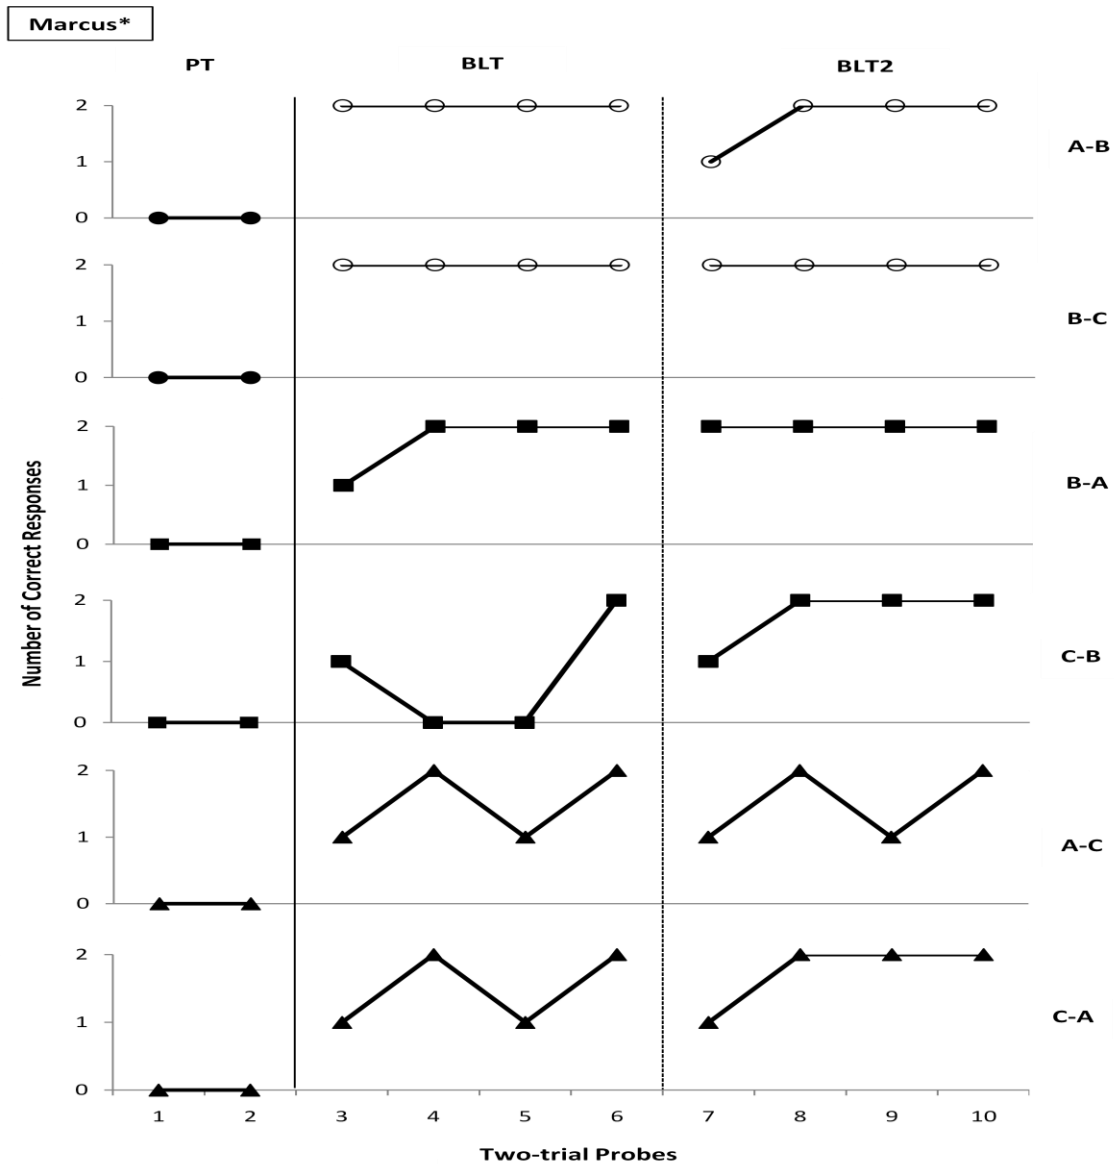 Marcus*
PT BLT BLT2
2
1
0
A-B
2
1
0
B-C
2
1
0
B-A
2
1
0
C-B
2
1
0
A-C
2
1
0
C-A
Number of Correct Responses
1 2 3 4 5 6 7 8 9 10
Two-trial Probes